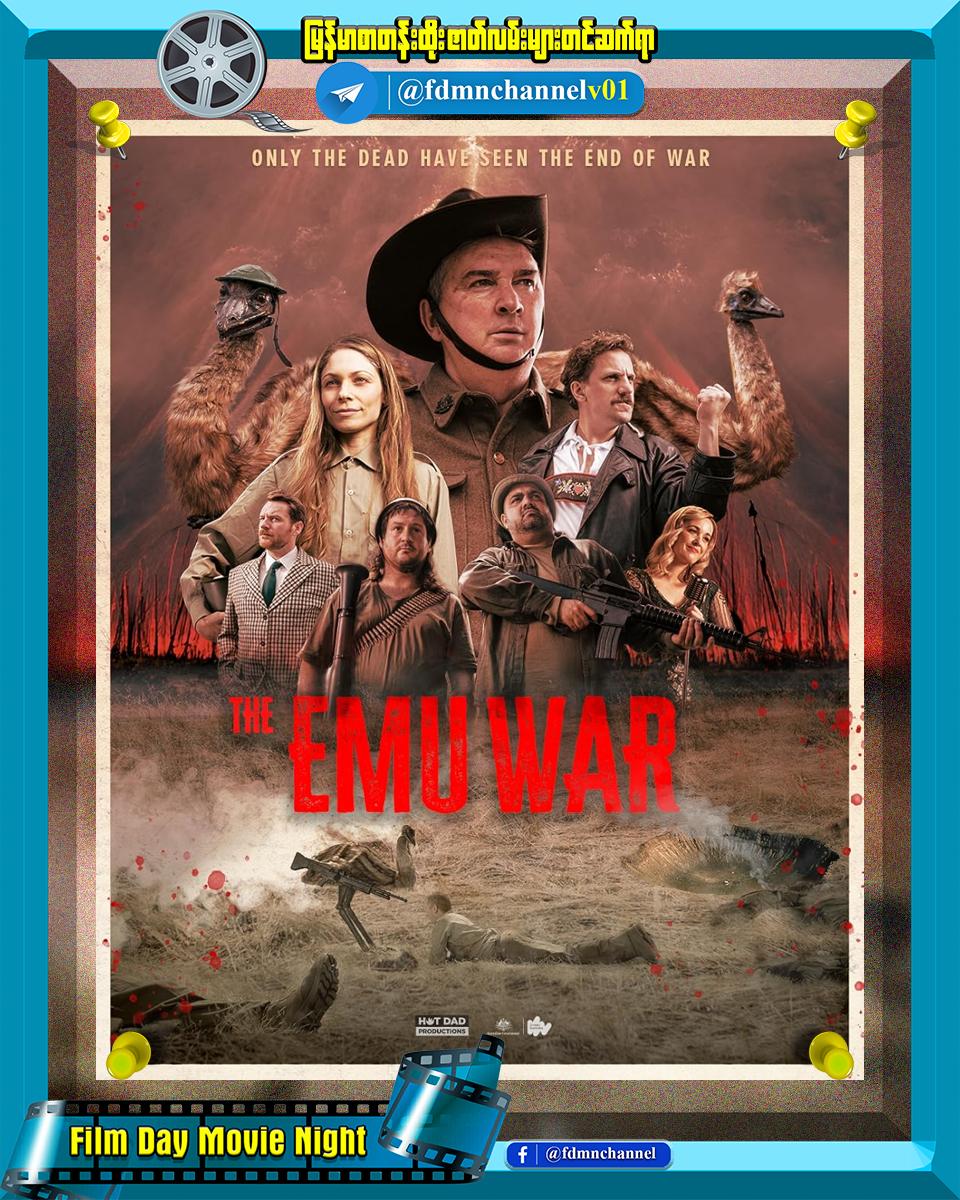 မြန်မာစာတန်းထိုးဇာတ်လမ်းများတင်ဆက်ရာ
@fdmnchannelv01
ONLY THE DEAD HAVE SEEN THE END OF WAR
THE EMU WAR
HOT DAD
PRODUCTIONS
Film Day Movie Night
f @fdmnchannel